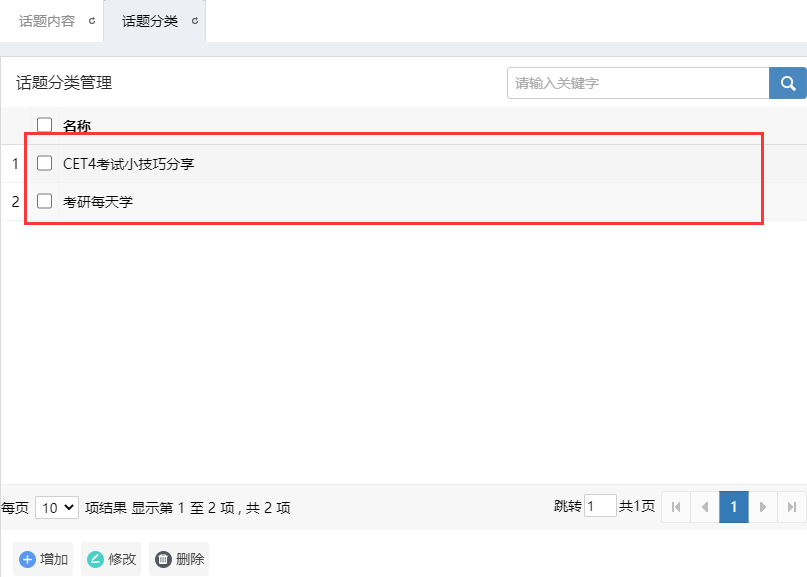 话题内容 话题分类
话题分类管理 请输入关键字
名称
1 CET4考试小技巧分享
2 考研每天学
每页 10 项结果 显示第 1 至 2 项 , 共 2 项 跳转 1 共1页 1
增加 修改 删除